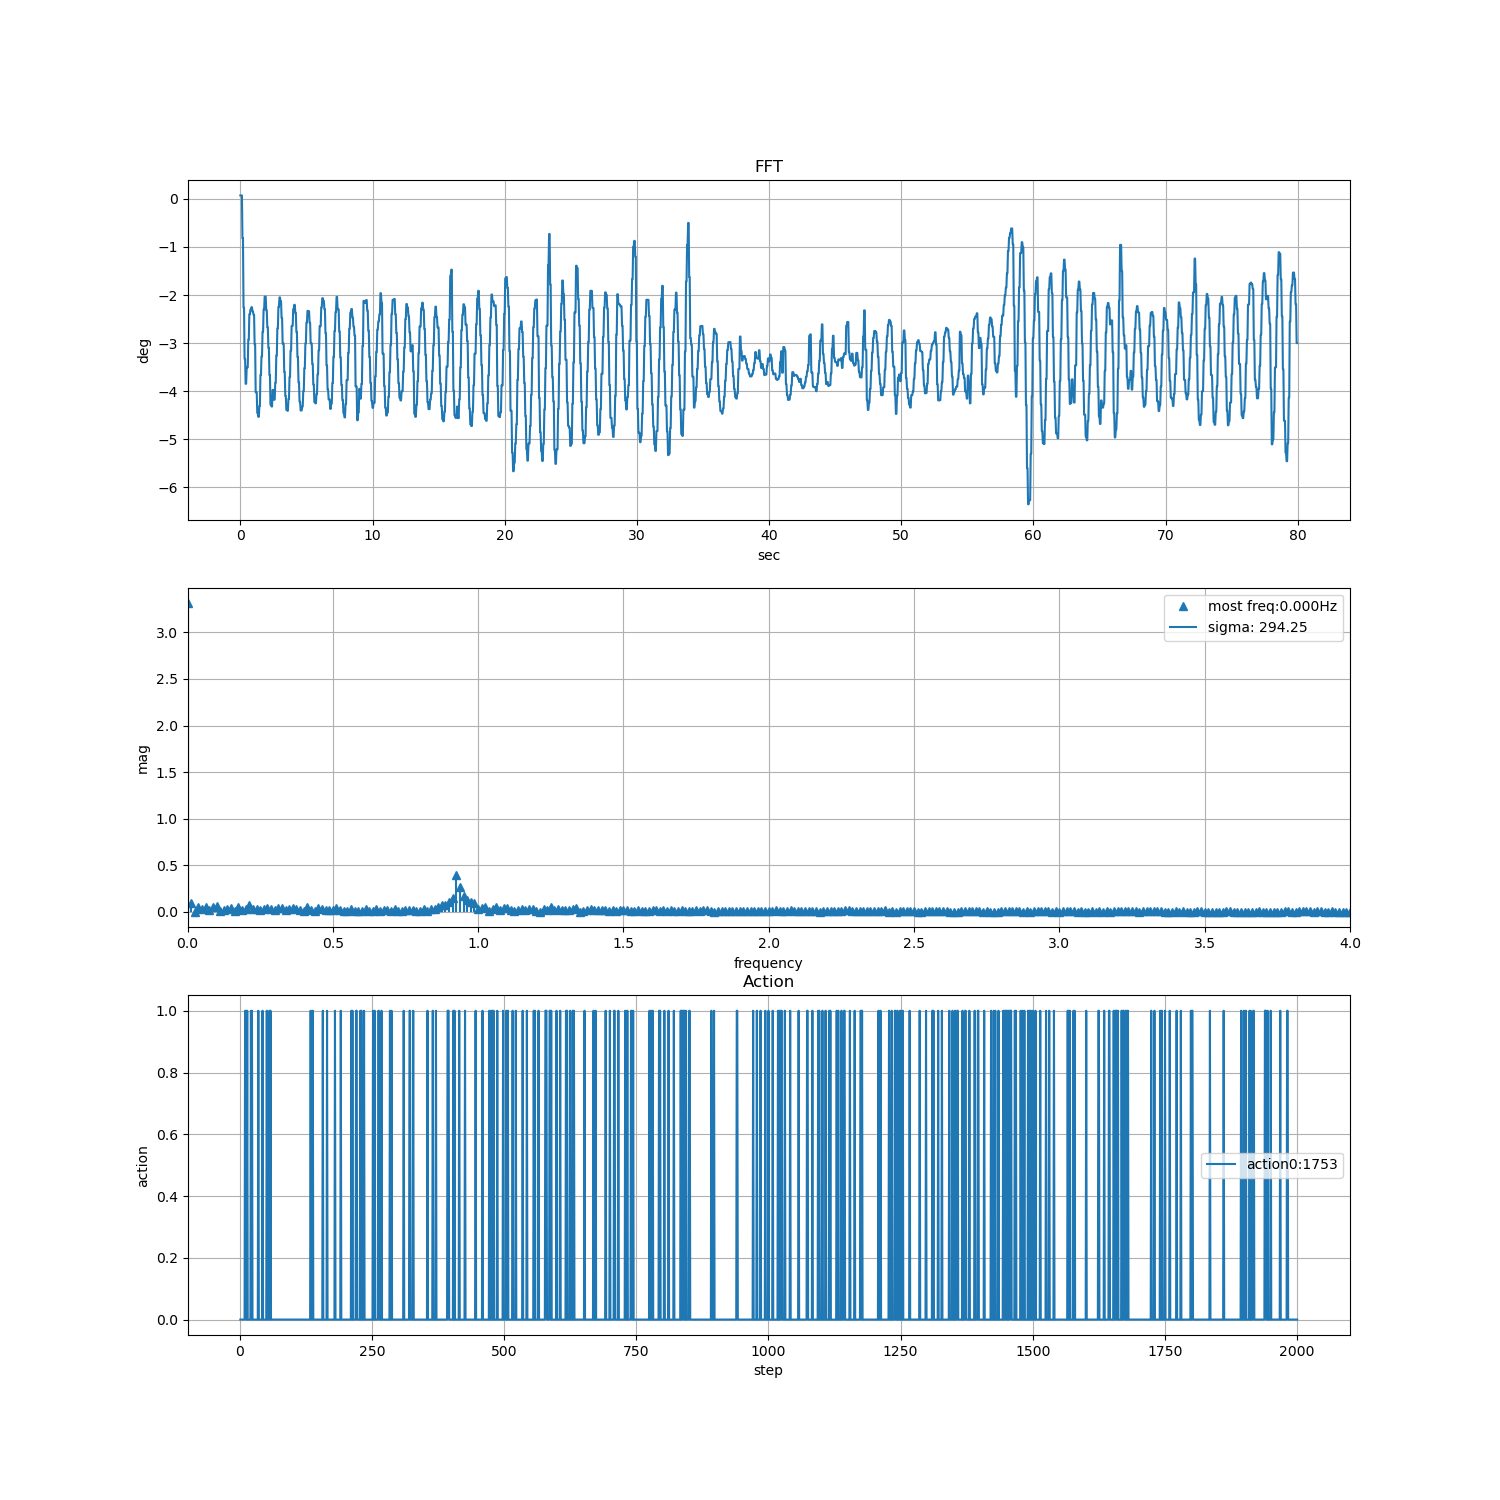 FFT
0
−1
−2
−3
−4
−5
−6
deg
0 10 20 30 40 50 60 70 80
sec
most freq:0.000Hz
sigma: 294.25
3.0
2.5
2.0
1.5
1.0
0.5
0.0
mag
0.0 0.5 1.0 1.5 2.0 2.5 3.0 3.5 4.0
frequency
Action
1.0
0.8
0.6
0.4
0.2
0.0
action
action0:1753
0 250 500 750 1000 1250 1500 1750 2000
step